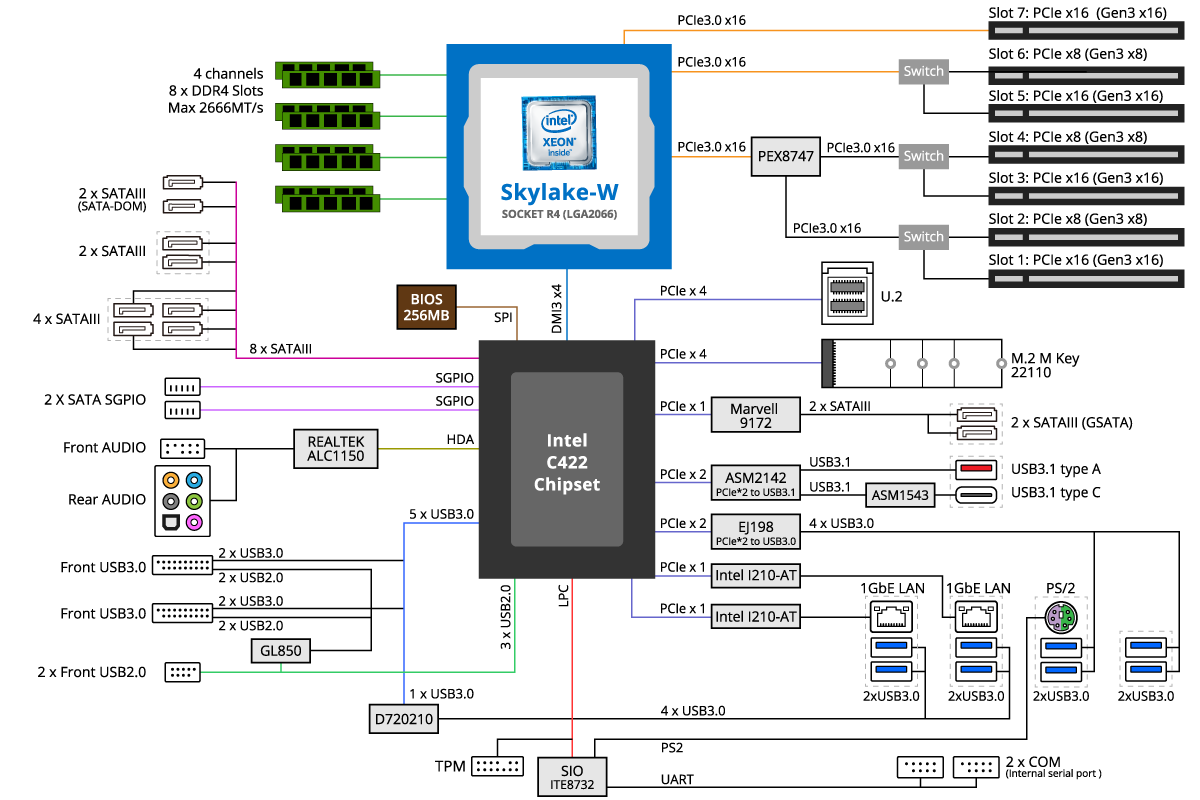 PCIe3.0 x16
Slot 7: PCIe x16 (Gen3 x16)
4 channels
8 x DDR4 Slots
Max 2666MT/s
PCIe3.0 x16
Switch
Slot 6: PCIe x8 (Gen3 x8)
Slot 5: PCIe x16 (Gen3 x16)
intel
XEON
inside
Skylake-W
SOCKET R4 (LGA2066)
PCIe3.0 x16
PEX8747
PCIe3.0 x16
Switch
Slot 4: PCIe x8 (Gen3 x8)
Slot 3: PCIe x16 (Gen3 x16)
PCIe3.0 x16
Switch
Slot 2: PCIe x8 (Gen3 x8)
Slot 1: PCIe x16 (Gen3 x16)
2 x SATAIII
(SATA-DOM)
2 x SATAIII
4 x SATAIII
8 x SATAIII
BIOS
256MB
SPI
DMI3 x4
PCIe x 4
U.2
PCIe x 4
M.2 M Key
22110
2 X SATA SGPIO
SGPIO
SGPIO
Front AUDIO
Rear AUDIO
REALTEK
ALC1150
HDA
Intel
C422
Chipset
PCIe x 1
Marvell
9172
2 x SATAIII
2 x SATAIII (GSATA)
PCIe x 2
ASM2142
PCIe*2 to USB3.1
USB3.1
USB3.1
ASM1543
USB3.1 type A
USB3.1 type C
PCIe x 2
EJ198
PCIe*2 to USB3.0
4 x USB3.0
PCIe x 1
Intel I210-AT
PCIe x 1
Intel I210-AT
1GbE LAN
1GbE LAN
PS/2
2xUSB3.0
2xUSB3.0
2xUSB3.0
2xUSB3.0
5 x USB3.0
Front USB3.0
2 x USB3.0
2 x USB2.0
Front USB3.0
2 x USB3.0
2 x USB2.0
GL850
2 x Front USB2.0
3 x USB2.0
LPC
1 x USB3.0
D720210
4 x USB3.0
PS2
TPM
SIO
ITE8732
UART
2 x COM
(Internal serial port )